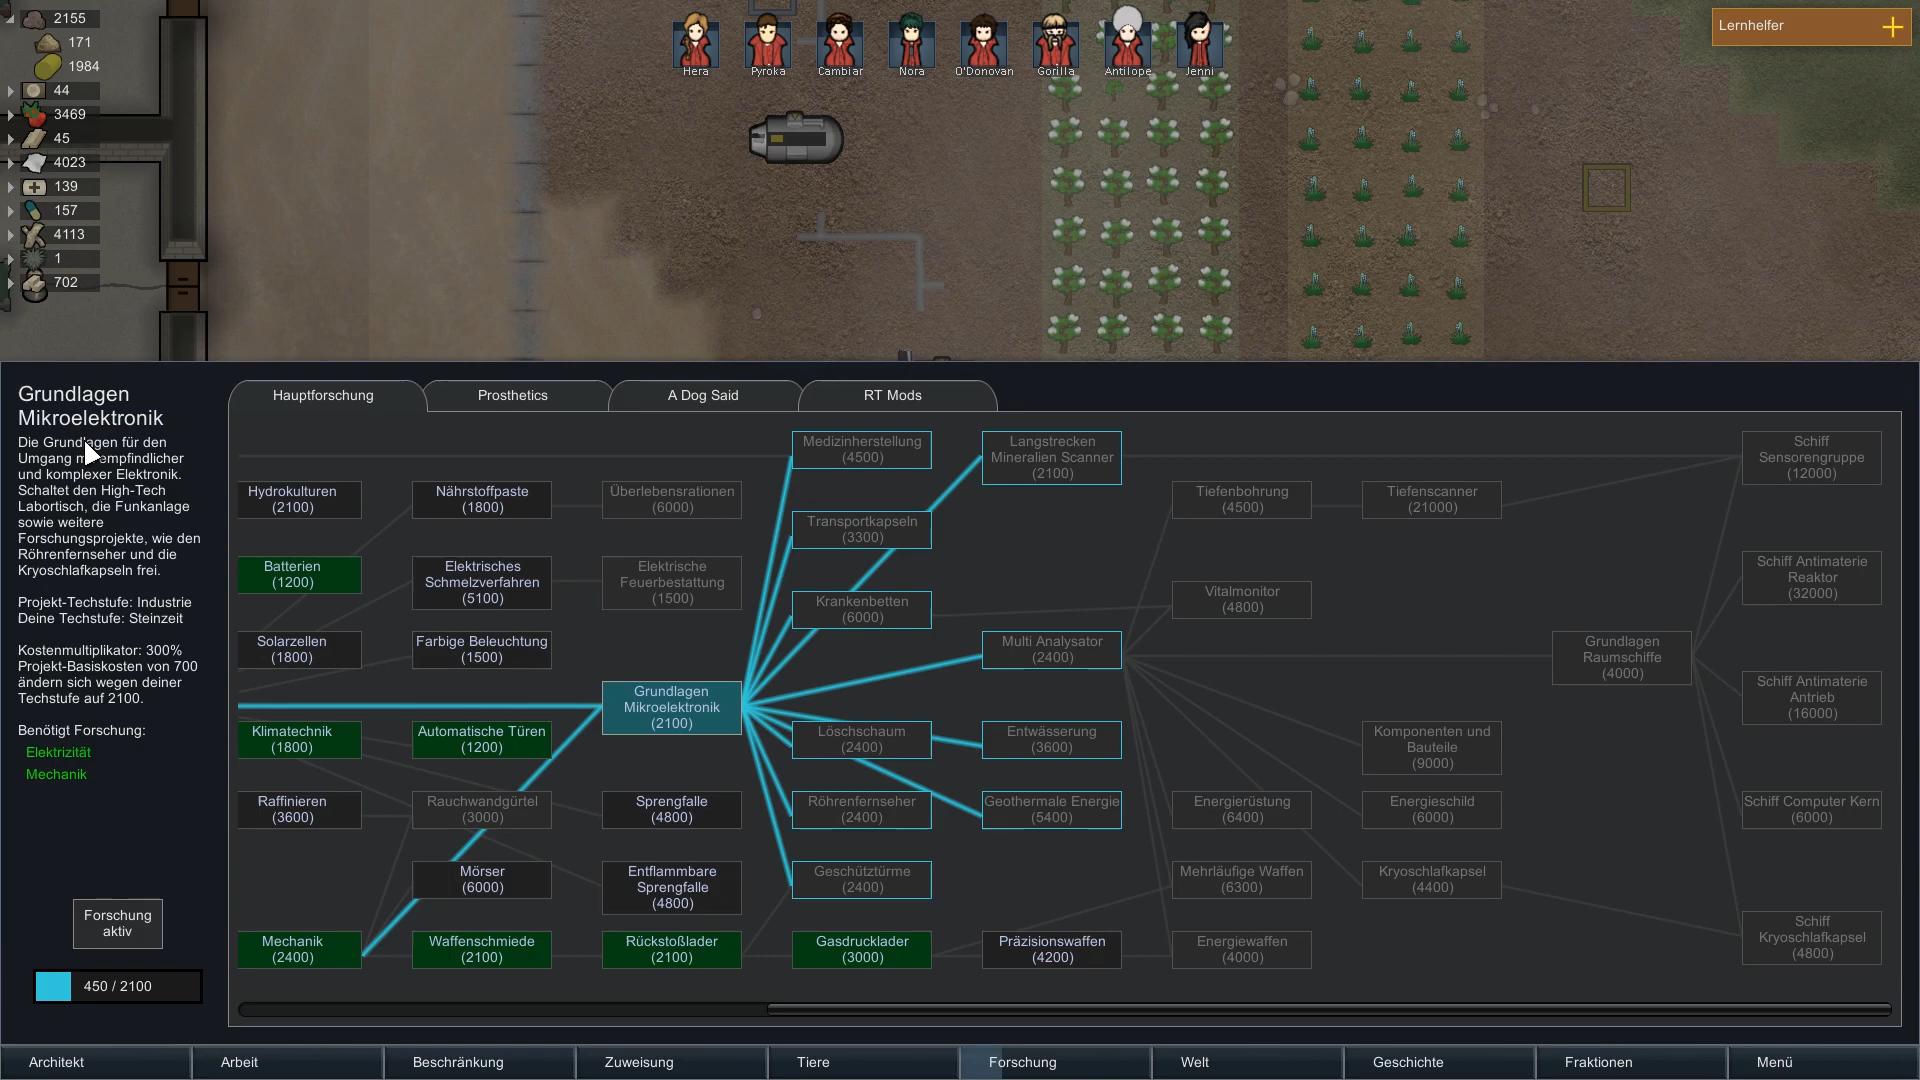 2155
171
1984
44
3469
45
4023
139
157
4113
1
702
Hera
Pyroka
Cambiar
Nora
O'Donovan
Gorilla
Antilope
Jenni
Lernhelfer
Grundlagen
Mikroelektronik
Die Grundlagen für den
Umgang empfindlicher
und komplexer Elektronik.
Schaltet den High-Tech
Labortisch, die Funkanlage
sowie weitere
Forschungsprojekte, wie den
Röhrenfernseher und die
Kryoschlafkapseln frei.
Projekt-Techstufe: Industrie
Deine Techstufe: Steinzeit
Kostenmultiplikator: 300%
Projekt-Basiskosten von 700
ändern sich wegen deiner
Techstufe auf 2100.
Benötigt Forschung:
Elektrizität
Mechanik
Forschung
aktiv
450 / 2100
Hauptforschung
Prosthetics
A Dog Said
RT Mods
Hydrokulturen
(2100)
Batterien
(1200)
Solarzellen
(1800)
Klimatechnik
(1800)
Raffinieren
(3600)
Mechanik
(2400)
Nährstoffpaste
(1800)
Elektrisches
Schmelzverfahren
(5100)
Farbige Beleuchtung
(1500)
Automatische Türen
(1200)
Rauchwandgürtel
(3000)
Mörser
(6000)
Waffenschmiede
(2100)
Überlebensrationen
(6000)
Elektrische
Feuerbestattung
(1500)
Grundlagen
Mikroelektronik
(2100)
Sprengfalle
(4800)
Entflammbare
Sprengfalle
(4800)
Rückstoßlader
(2100)
Medizinherstellung
(4500)
Transportkapseln
(3300)
Krankenbetten
(6000)
Löschschaum
(2400)
Röhrenfernseher
(2400)
Geschütztürme
(2400)
Gasdrucklader
(3000)
Langstrecken
Mineralien Scanner
(2100)
Multi Analysator
(2400)
Entwässerung
(3600)
Geothermale Energie
(5400)
Präzisionswaffen
(4200)
Tiefenbohrung
(4500)
Vitalmonitor
(4800)
Energierüstung
(6400)
Mehrläufige Waffen
(6300)
Energiewaffen
(4000)
Tiefenscanner
(21000)
Komponenten und
Bauteile
(9000)
Energieschild
(6000)
Kryoschlafkapsel
(4400)
Grundlagen
Raumschiffe
(4000)
Schiff
Sensorengruppe
(12000)
Schiff Antimaterie
Reaktor
(32000)
Schiff Antimaterie
Antrieb
(16000)
Schiff Computer Kern
(6000)
Schiff
Kryoschlafkapsel
(4800)
Architekt
Arbeit
Beschränkung
Zuweisung
Tiere
Forschung
Welt
Geschichte
Fraktionen
Menü